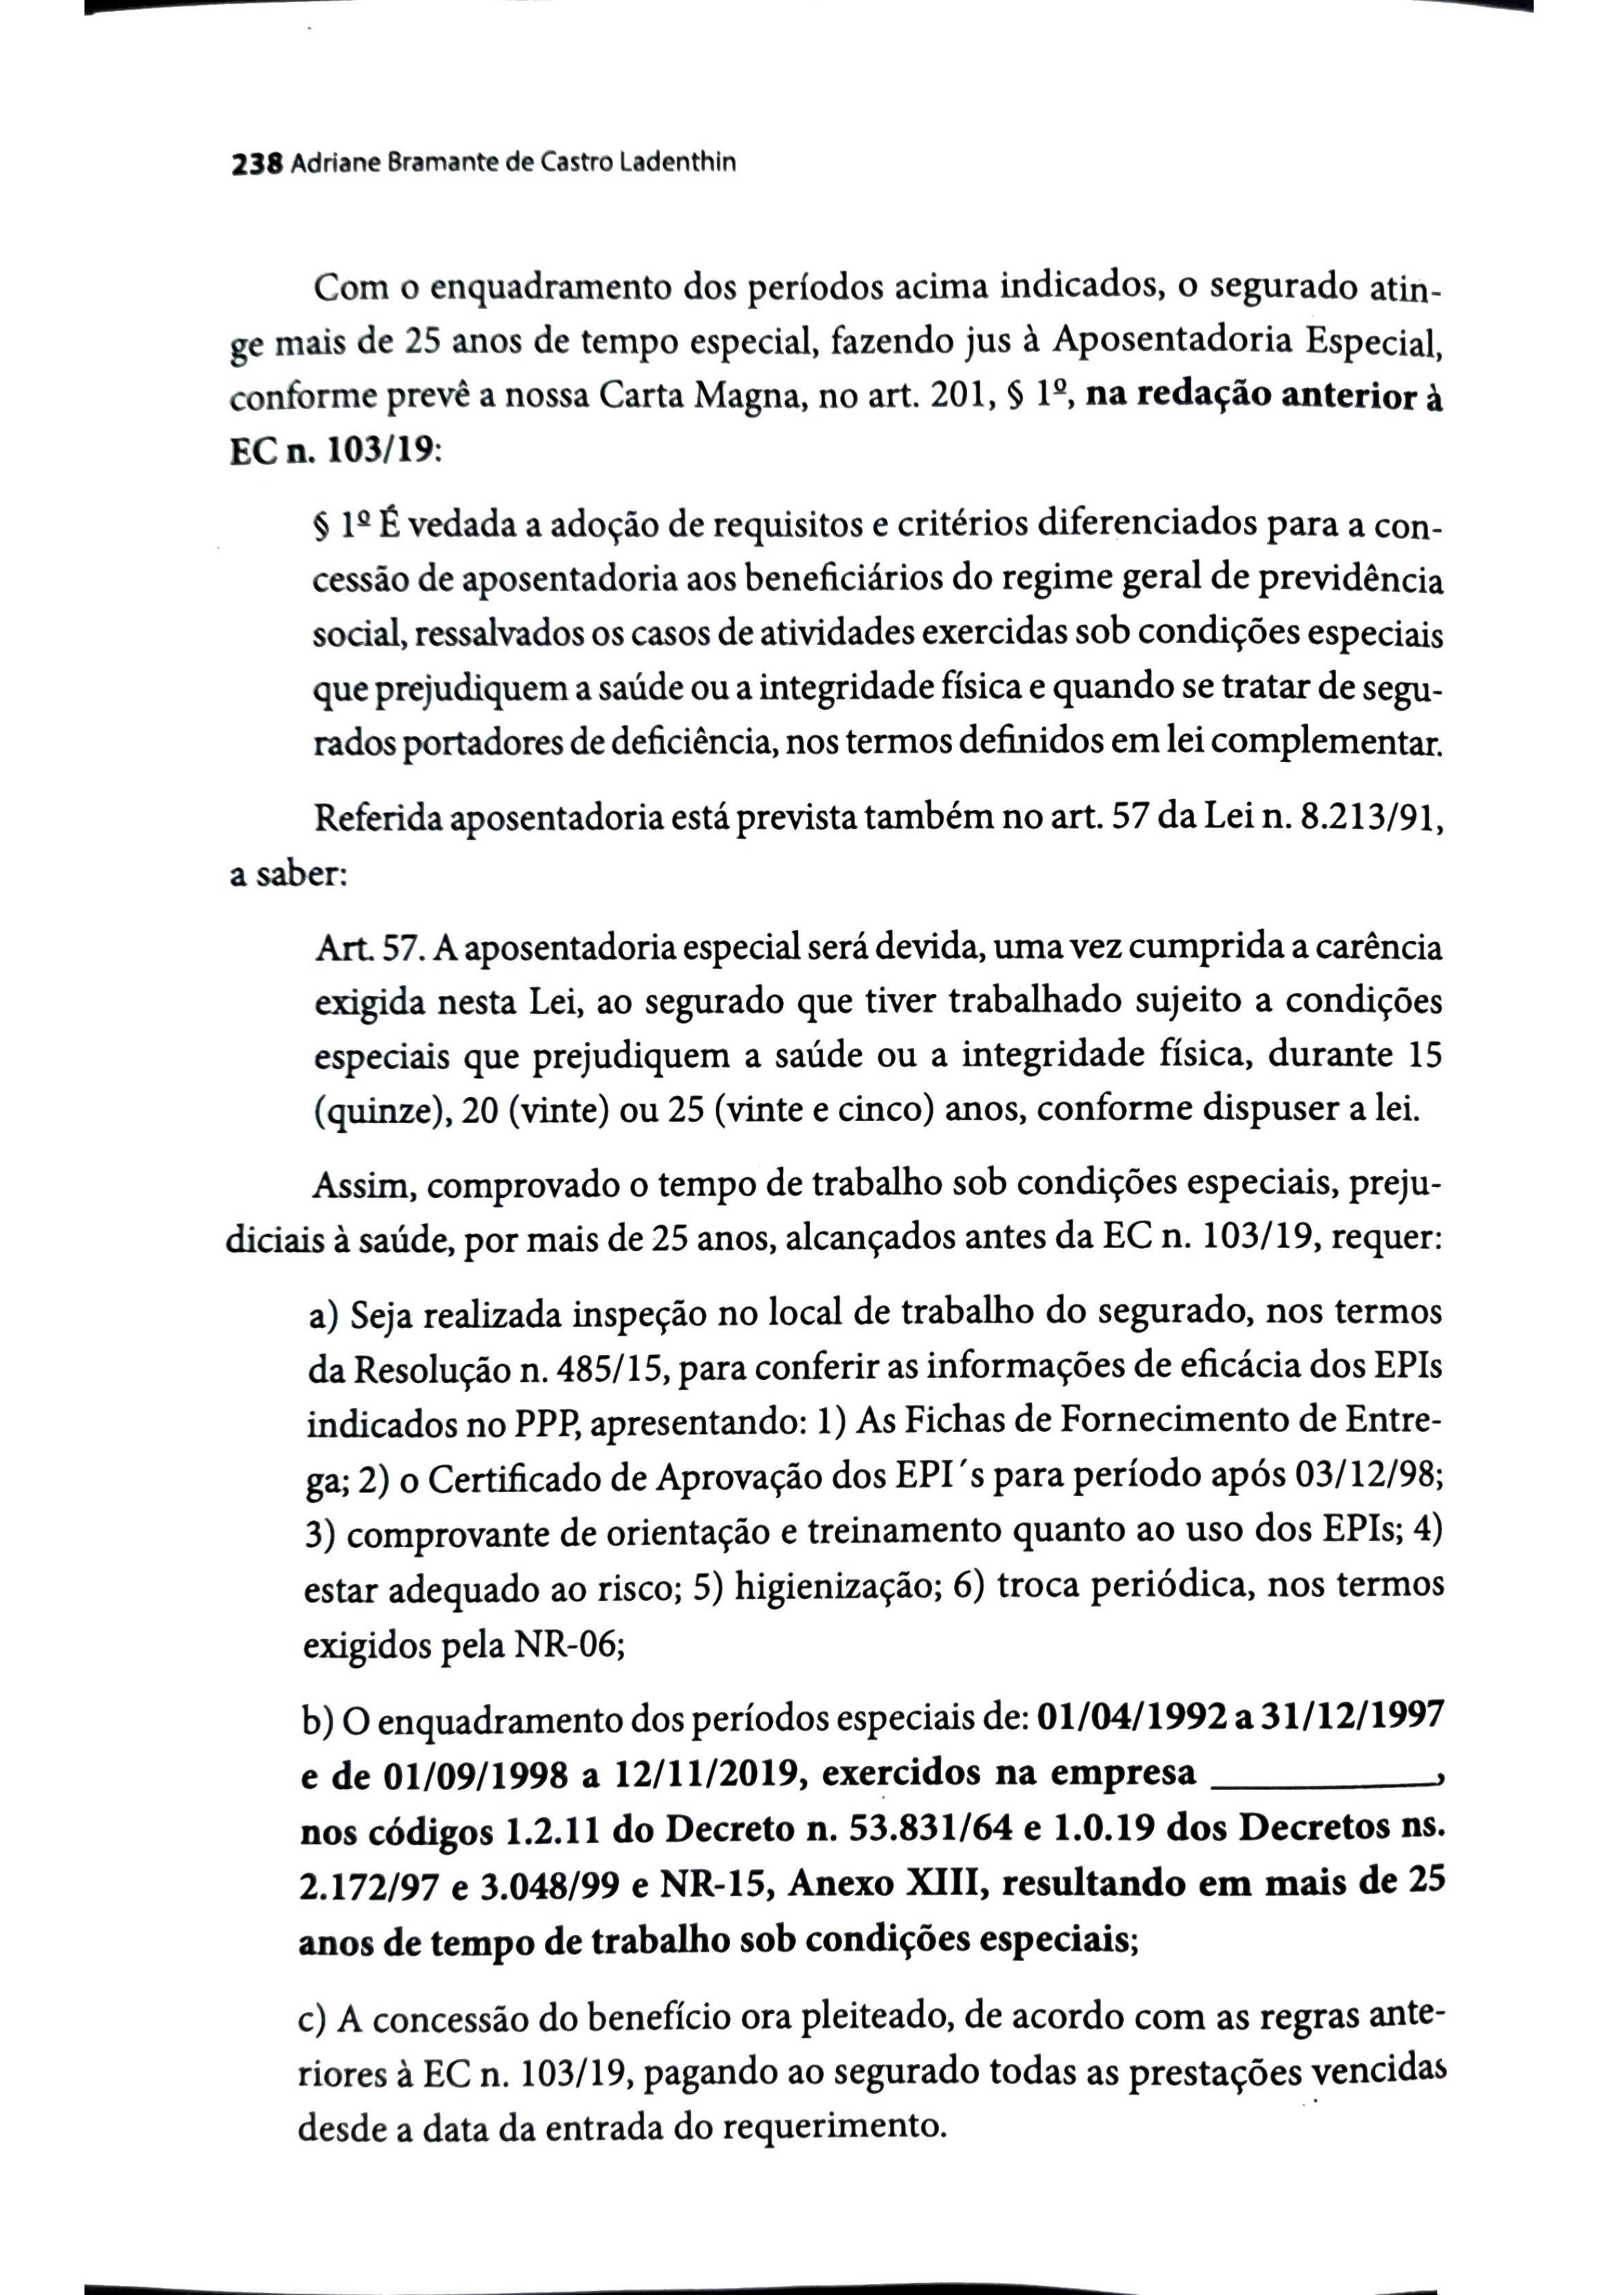 238 Adriane Bramante de Castro Ladenthin
Com o enquadramento dos períodos acima indicados, o segurado atin-
ge mais de 25 anos de tempo especial, fazendo jus à Aposentadoria Especial,
conforme prevê a nossa Carta Magna, no art. 201, § 1º, na redação anterior à
EC n. 103/19:
§ 1º É vedada a adoção de requisitos e critérios diferenciados para a con-
cessão de aposentadoria aos beneficiários do regime geral de previdência
social, ressalvados os casos de atividades exercidas sob condições especiais
que prejudiquem a saúde ou a integridade física e quando se tratar de segu-
rados portadores de deficiência, nos termos definidos em lei complementar.
Referida aposentadoria está prevista também no art. 57 da Lei n. 8.213/91,
a saber:
Art. 57. A aposentadoria especial será devida, uma vez cumprida a carência
exigida nesta Lei, ao segurado que tiver trabalhado sujeito a condições
especiais que prejudiquem a saúde ou a integridade física, durante 15
(quinze), 20 (vinte) ou 25 (vinte e cinco) anos, conforme dispuser a lei.
Assim, comprovado o tempo de trabalho sob condições especiais, preju-
diciais à saúde, por mais de 25 anos, alcançados antes da EC n. 103/19, requer:
a) Seja realizada inspeção no local de trabalho do segurado, nos termos
da Resolução n. 485/15, para conferir as informações de eficácia dos EPIs
indicados no PPP, apresentando: 1) As Fichas de Fornecimento de Entre-
ga; 2) o Certificado de Aprovação dos EPI´s para período após 03/12/98;
3) comprovante de orientação e treinamento quanto ao uso dos EPIs; 4)
estar adequado ao risco; 5) higienização; 6) troca periódica, nos termos
exigidos pela NR-06;
b) O enquadramento dos períodos especiais de: 01/04/1992 a 31/12/1997
e de 01/09/1998 a 12/11/2019, exercidos na empresa ___________,
nos códigos 1.2.11 do Decreto n. 53.831/64 e 1.0.19 dos Decretos ns.
2.172/97 e 3.048/99 e NR-15, Anexo XIII, resultando em mais de 25
anos de tempo de trabalho sob condições especiais;
c) A concessão do benefício ora pleiteado, de acordo com as regras ante-
riores à EC n. 103/19, pagando ao segurado todas as prestações vencidas
desde a data da entrada do requerimento.